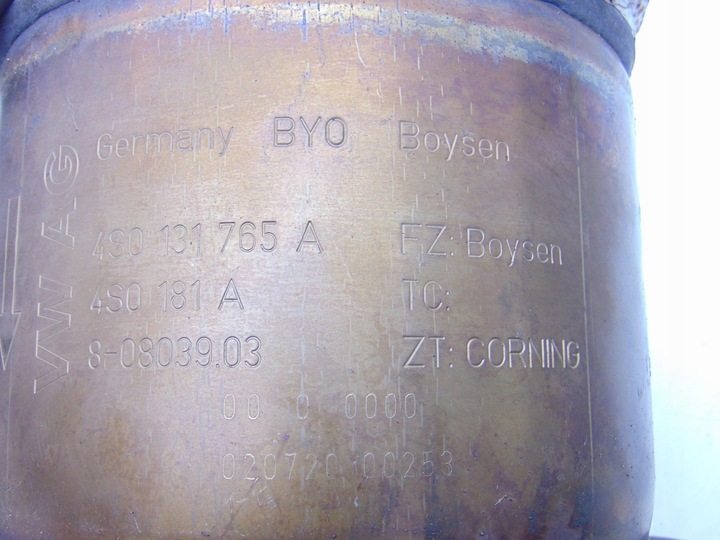 VW AG
Germany BYO Boysen
4S0 131 765 A FZ: Boysen
4S0 181 A TC:
8-08039.03 ZT: CORNING
00 0 0000
020720 00253